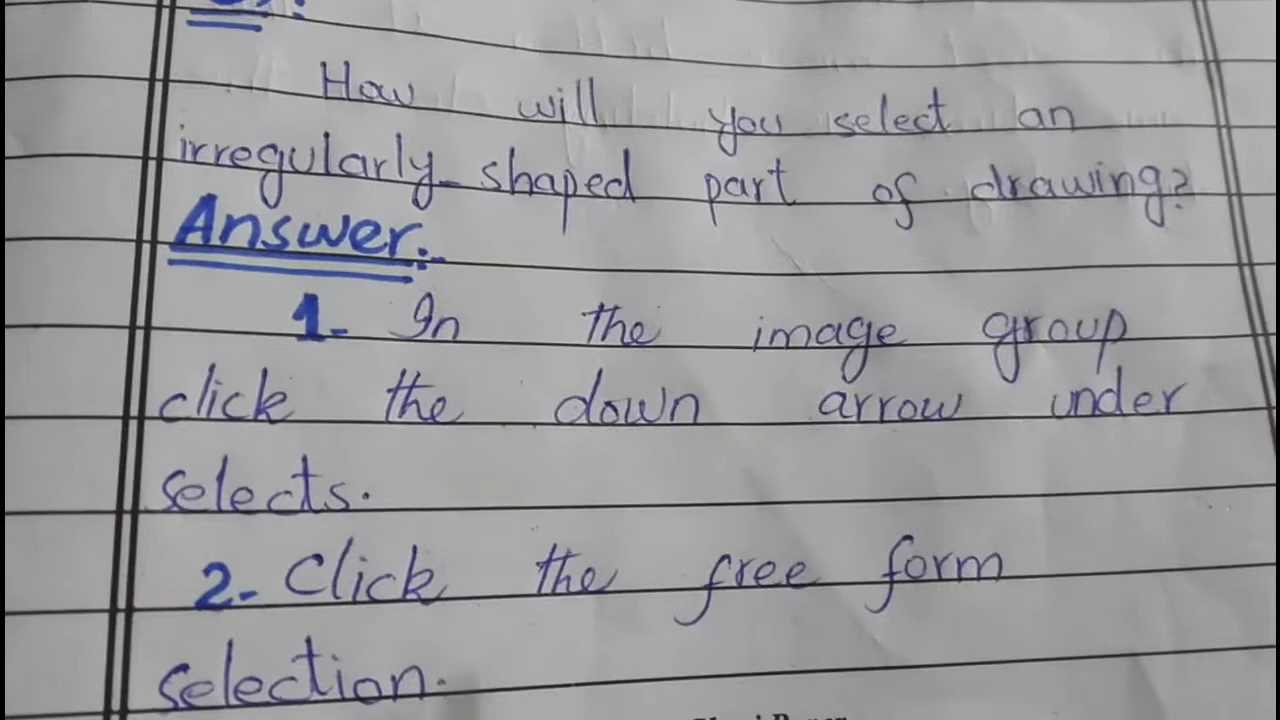 How will you select an
irregularly shaped part of drawing?
Answer:-
1- In the image group
click the down arrow under
selects.
2- Click the free form
selection.